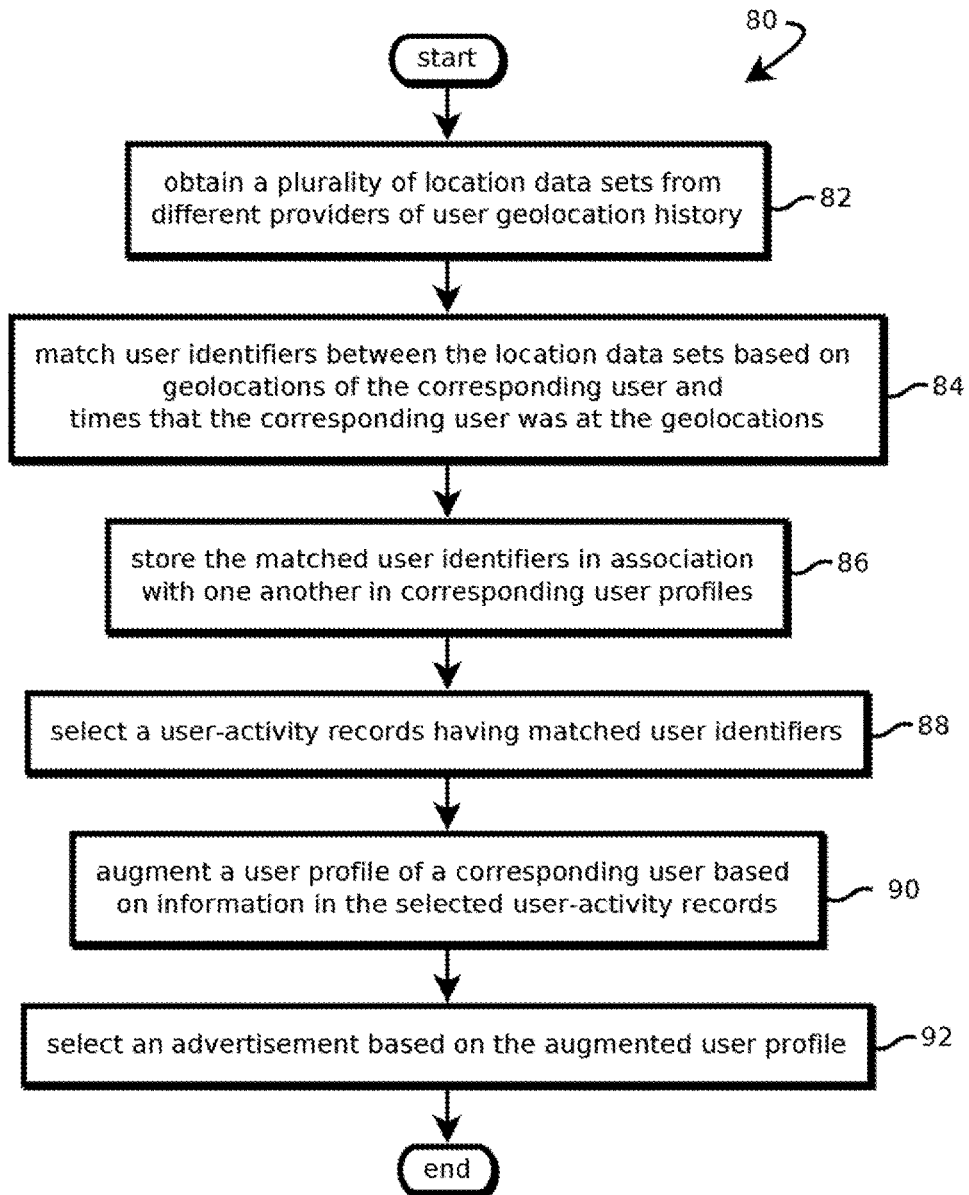 80
start
obtain a plurality of location data sets from
different providers of user geolocation history
82
match user identifiers between the location data sets based on
geolocations of the corresponding user and
times that the corresponding user was at the geolocations
84
store the matched user identifiers in association
with one another in corresponding user profiles
86
select a user-activity records having matched user identifiers
88
augment a user profile of a corresponding user based
on information in the selected user-activity records
90
select an advertisement based on the augmented user profile
92
end